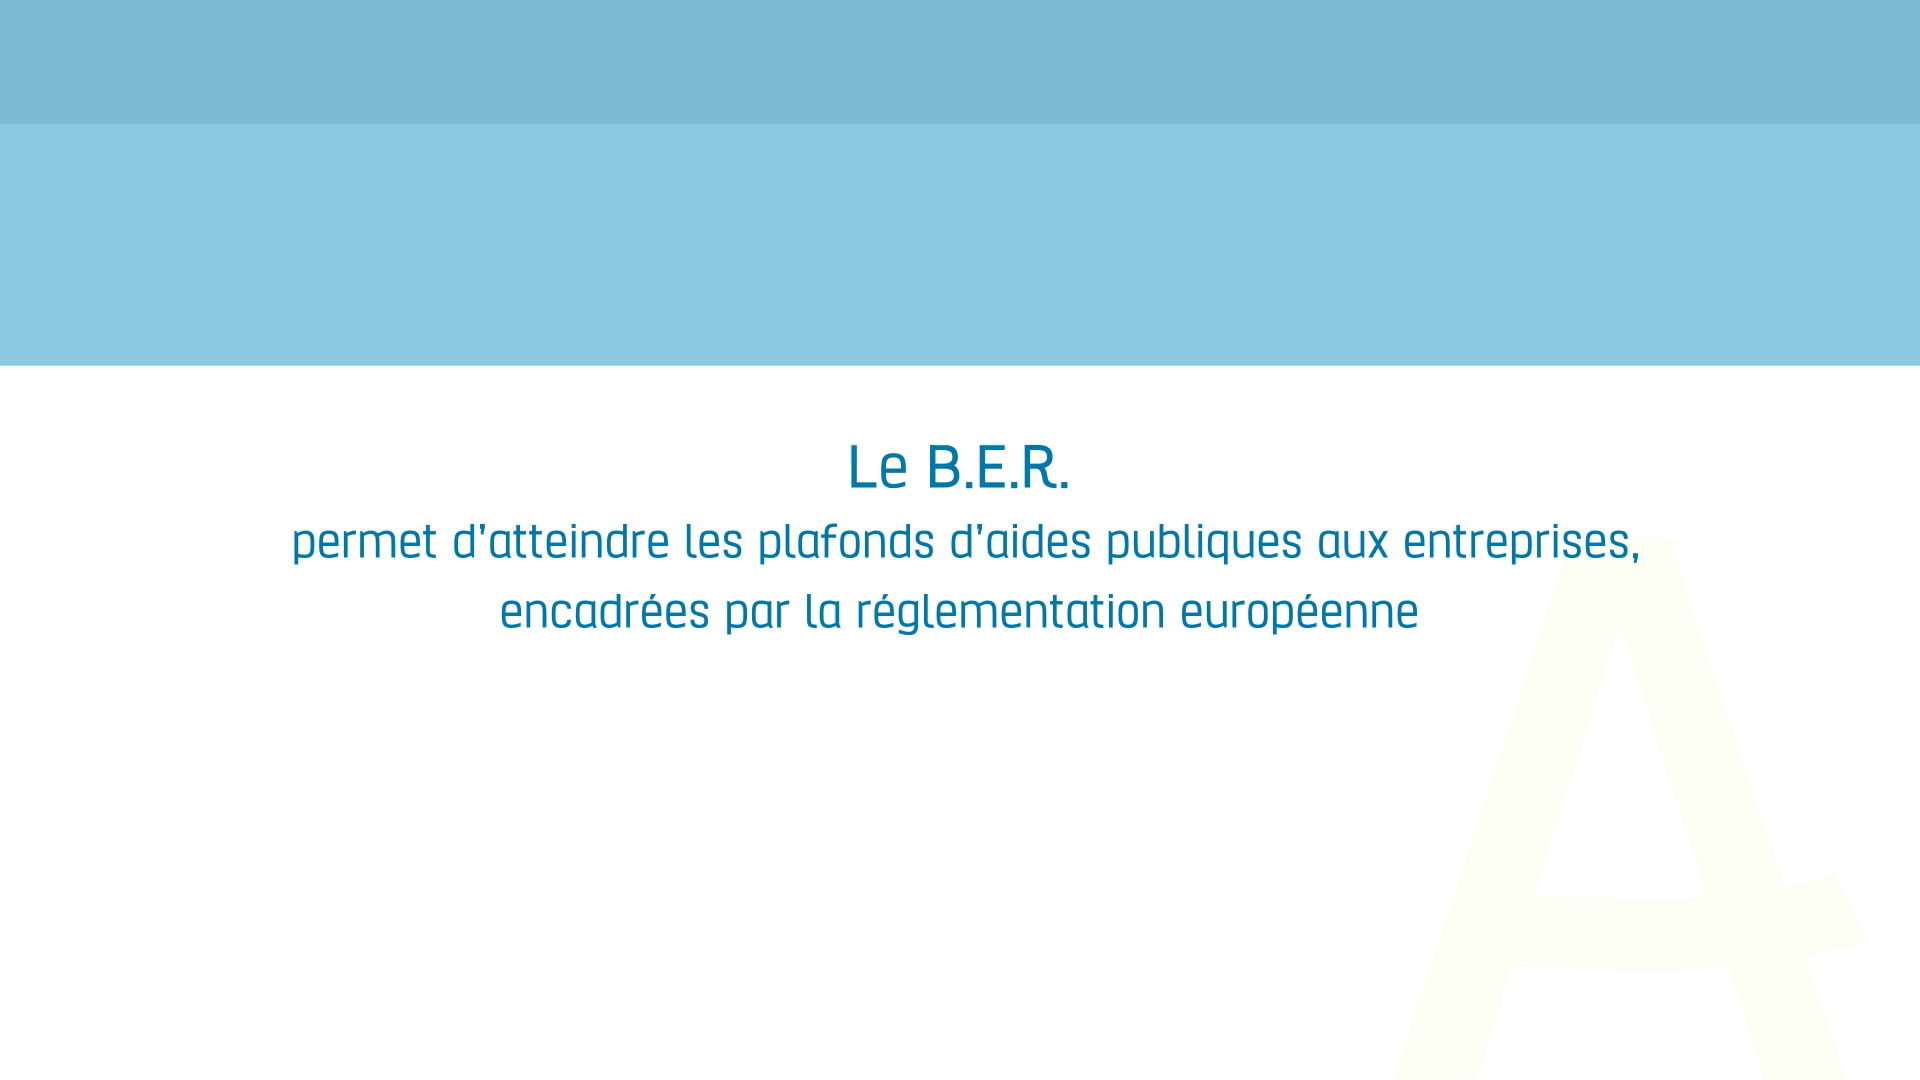 Le B.E.R.
permet d'atteindre les plafonds d'aides publiques aux entreprises,
encadrées par la réglementation européenne